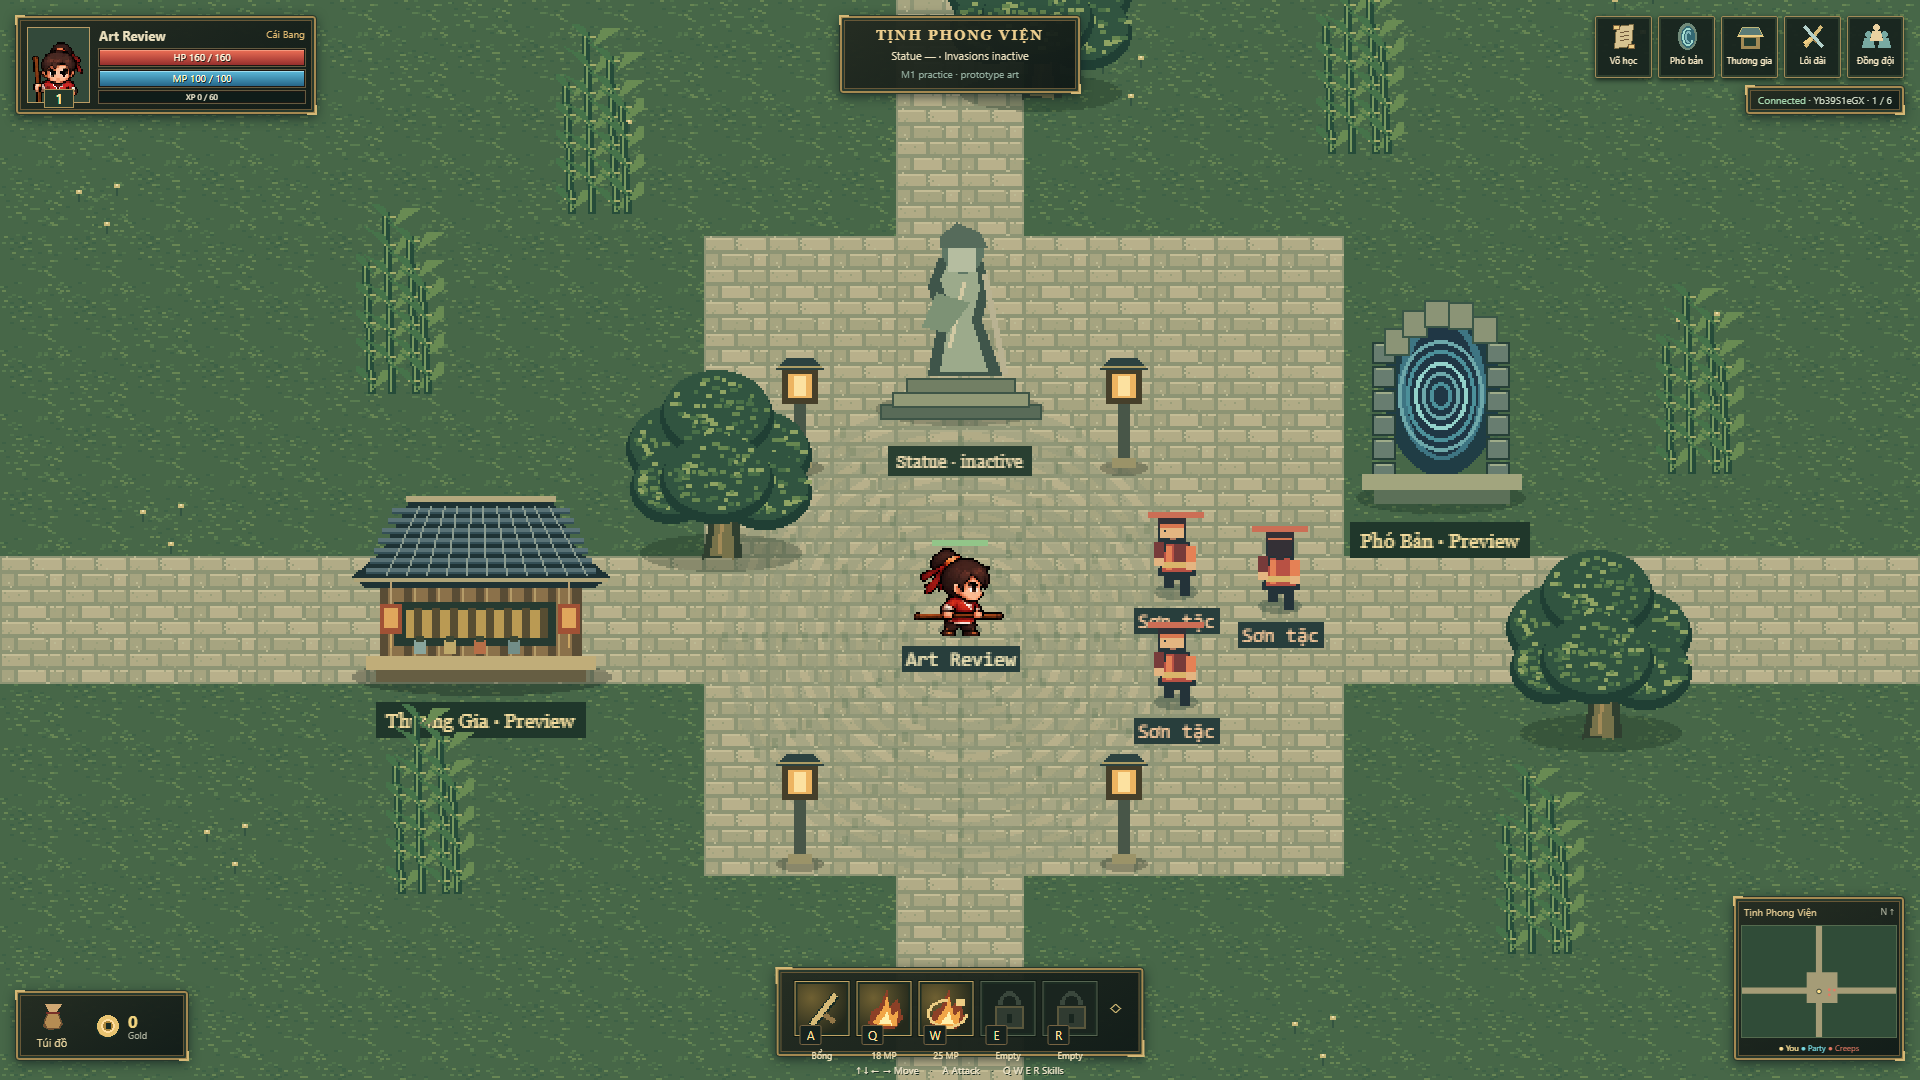 Art Review
Cái Bang
HP 160 / 160
MP 100 / 100
1
XP 0 / 60
TỊNH PHONG VIỆN
Statue — · Invasions inactive
M1 practice · prototype art
Võ học
Phó bản
Thương gia
Lôi đài
Đồng đội
Connected · Yb39S1eGX · 1 / 6
Statue - inactive
Phó Bản · Preview
Sơn tặc
Sơn tặc
Art Review
Gia · Preview
Sơn tặc
Tịnh Phong Viện
N ↑
● You ● Party ● Creeps
Túi đồ
0
Gold
A
Q
W
E
R
Bổng
18 MP
25 MP
Empty
Empty
↑↓←→ Move · A Attack · Q W E R Skills